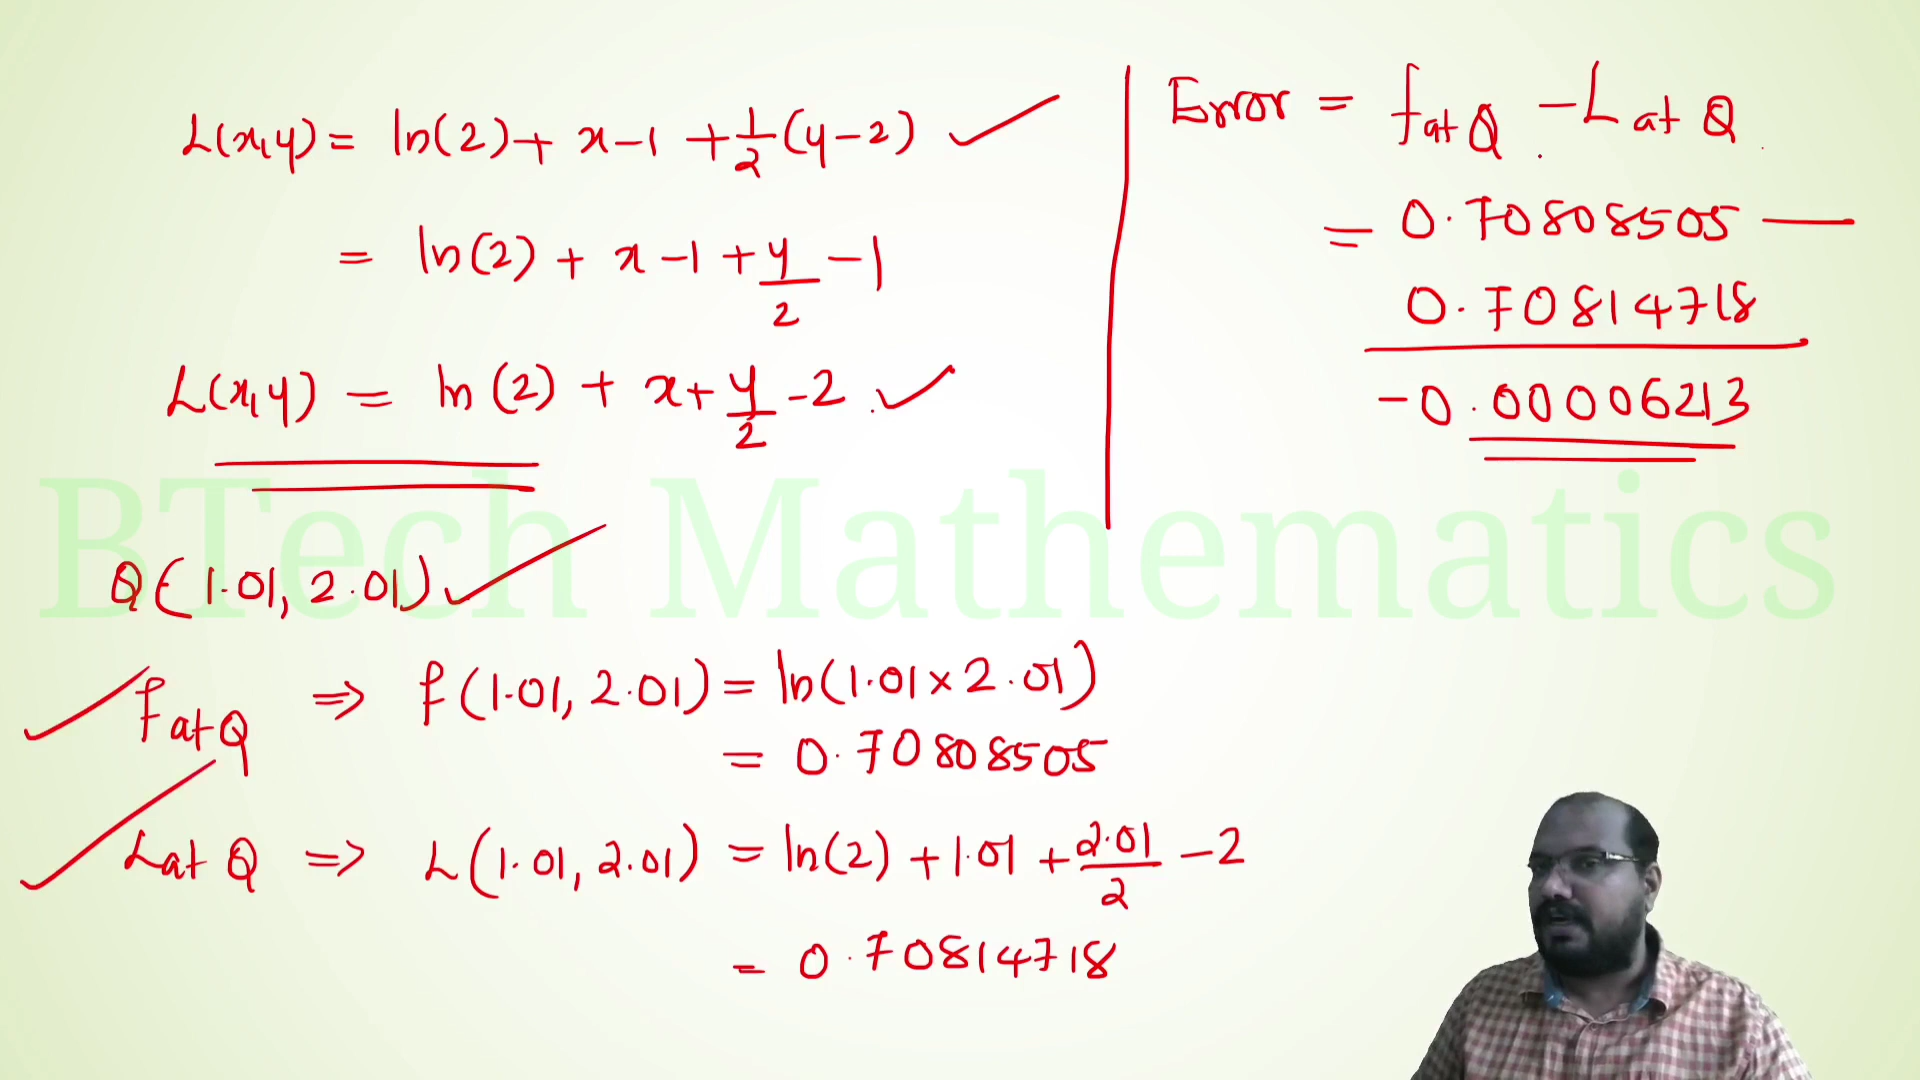 L(x,y) = ln(2) + x-1 + 1/2 (y-2) ✓
= ln(2) + x-1 + y/2 -1
L(x,y) = ln(2) + x + y/2 -2 ✓
Q(1.01, 2.01) ✓
✓ f at Q ⇒ f(1.01, 2.01) = ln(1.01 × 2.01)
= 0.70808505
✓ L at Q ⇒ L(1.01, 2.01) = ln(2) + 1.01 + 2.01/2 - 2
= 0.70814718
Error = f at Q - L at Q
= 0.70808505 —
0.70814718
-0.00006213
BTech Mathematics